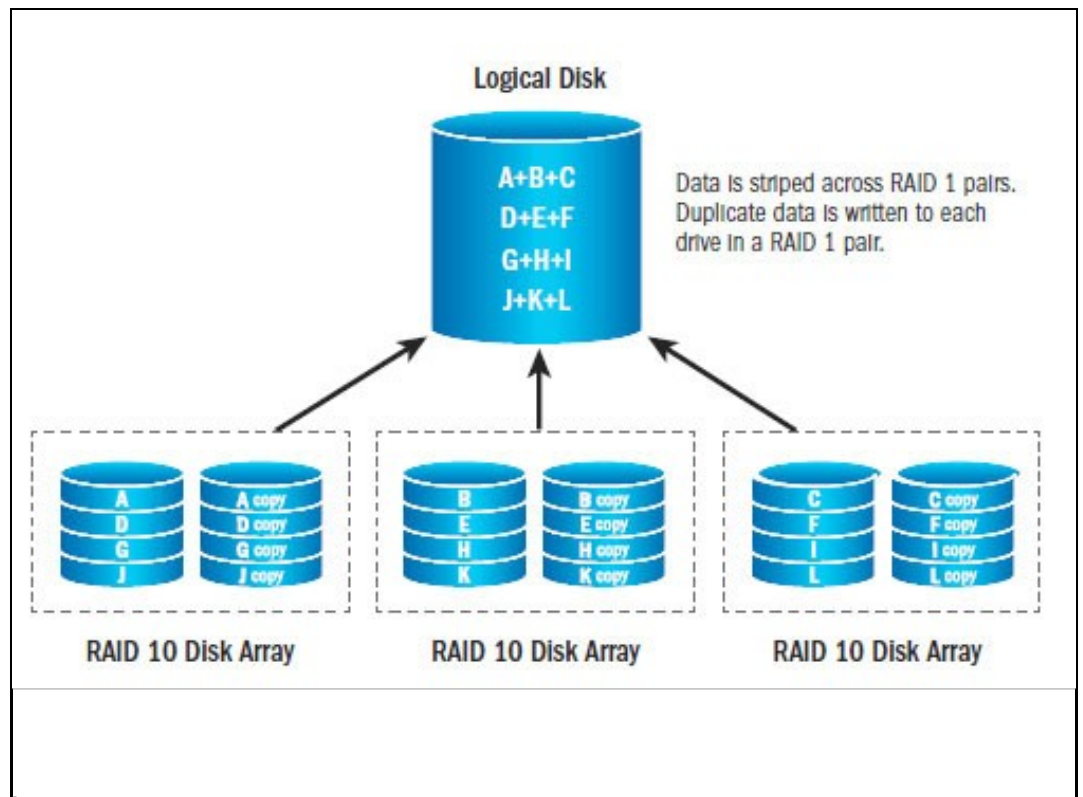 Logical Disk
A+B+C
D+E+F
G+H+I
J+K+L
Data is striped across RAID 1 pairs.
Duplicate data is written to each
drive in a RAID 1 pair.
A
D
G
J
A copy
D copy
G copy
J copy
B
E
H
K
B copy
E copy
H copy
K copy
C
F
I
L
C copy
F copy
I copy
L copy
RAID 10 Disk Array
RAID 10 Disk Array
RAID 10 Disk Array